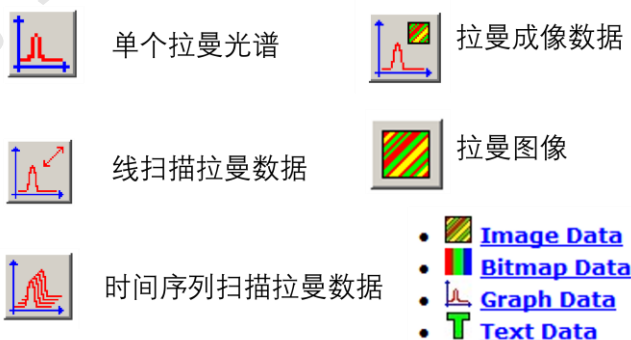 单个拉曼光谱
拉曼成像数据
线扫描拉曼数据
拉曼图像
时间序列扫描拉曼数据
• Image Data
• Bitmap Data
• Graph Data
• Text Data